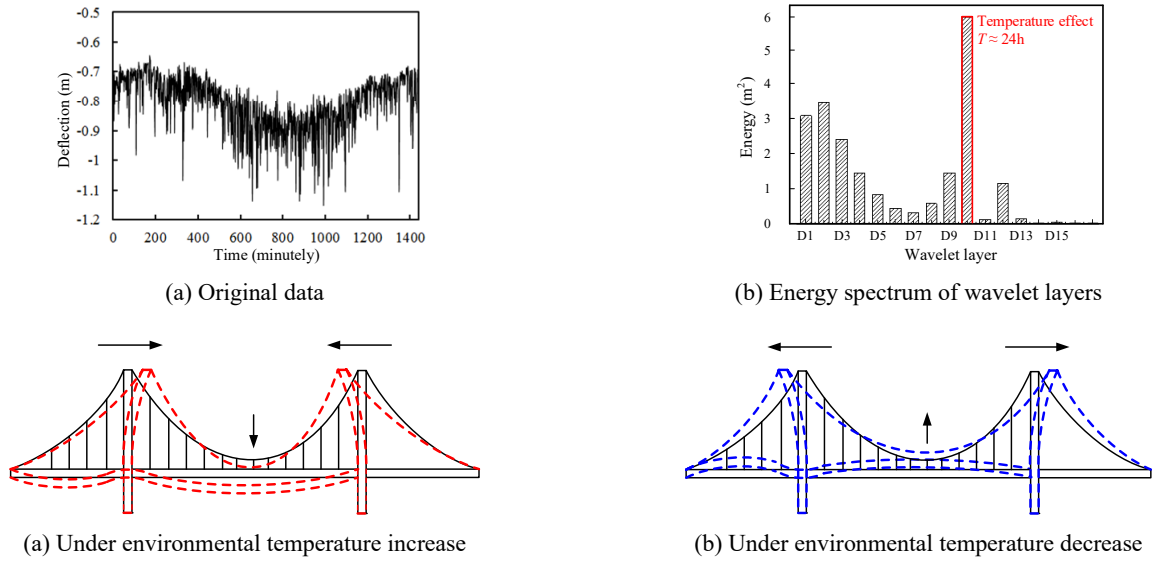 -0.5
-0.6
-0.7
-0.8
-0.9
-1
-1.1
-1.2
Deflection (m)
0 200 400 600 800 1000 1200 1400
Time (minutely)
(a) Original data
6
5
4
3
2
1
0
Energy (m²)
Temperature effect
T ≈ 24h
D1 D3 D5 D7 D9 D11 D13 D15
Wavelet layer
(b) Energy spectrum of wavelet layers
(a) Under environmental temperature increase
(b) Under environmental temperature decrease